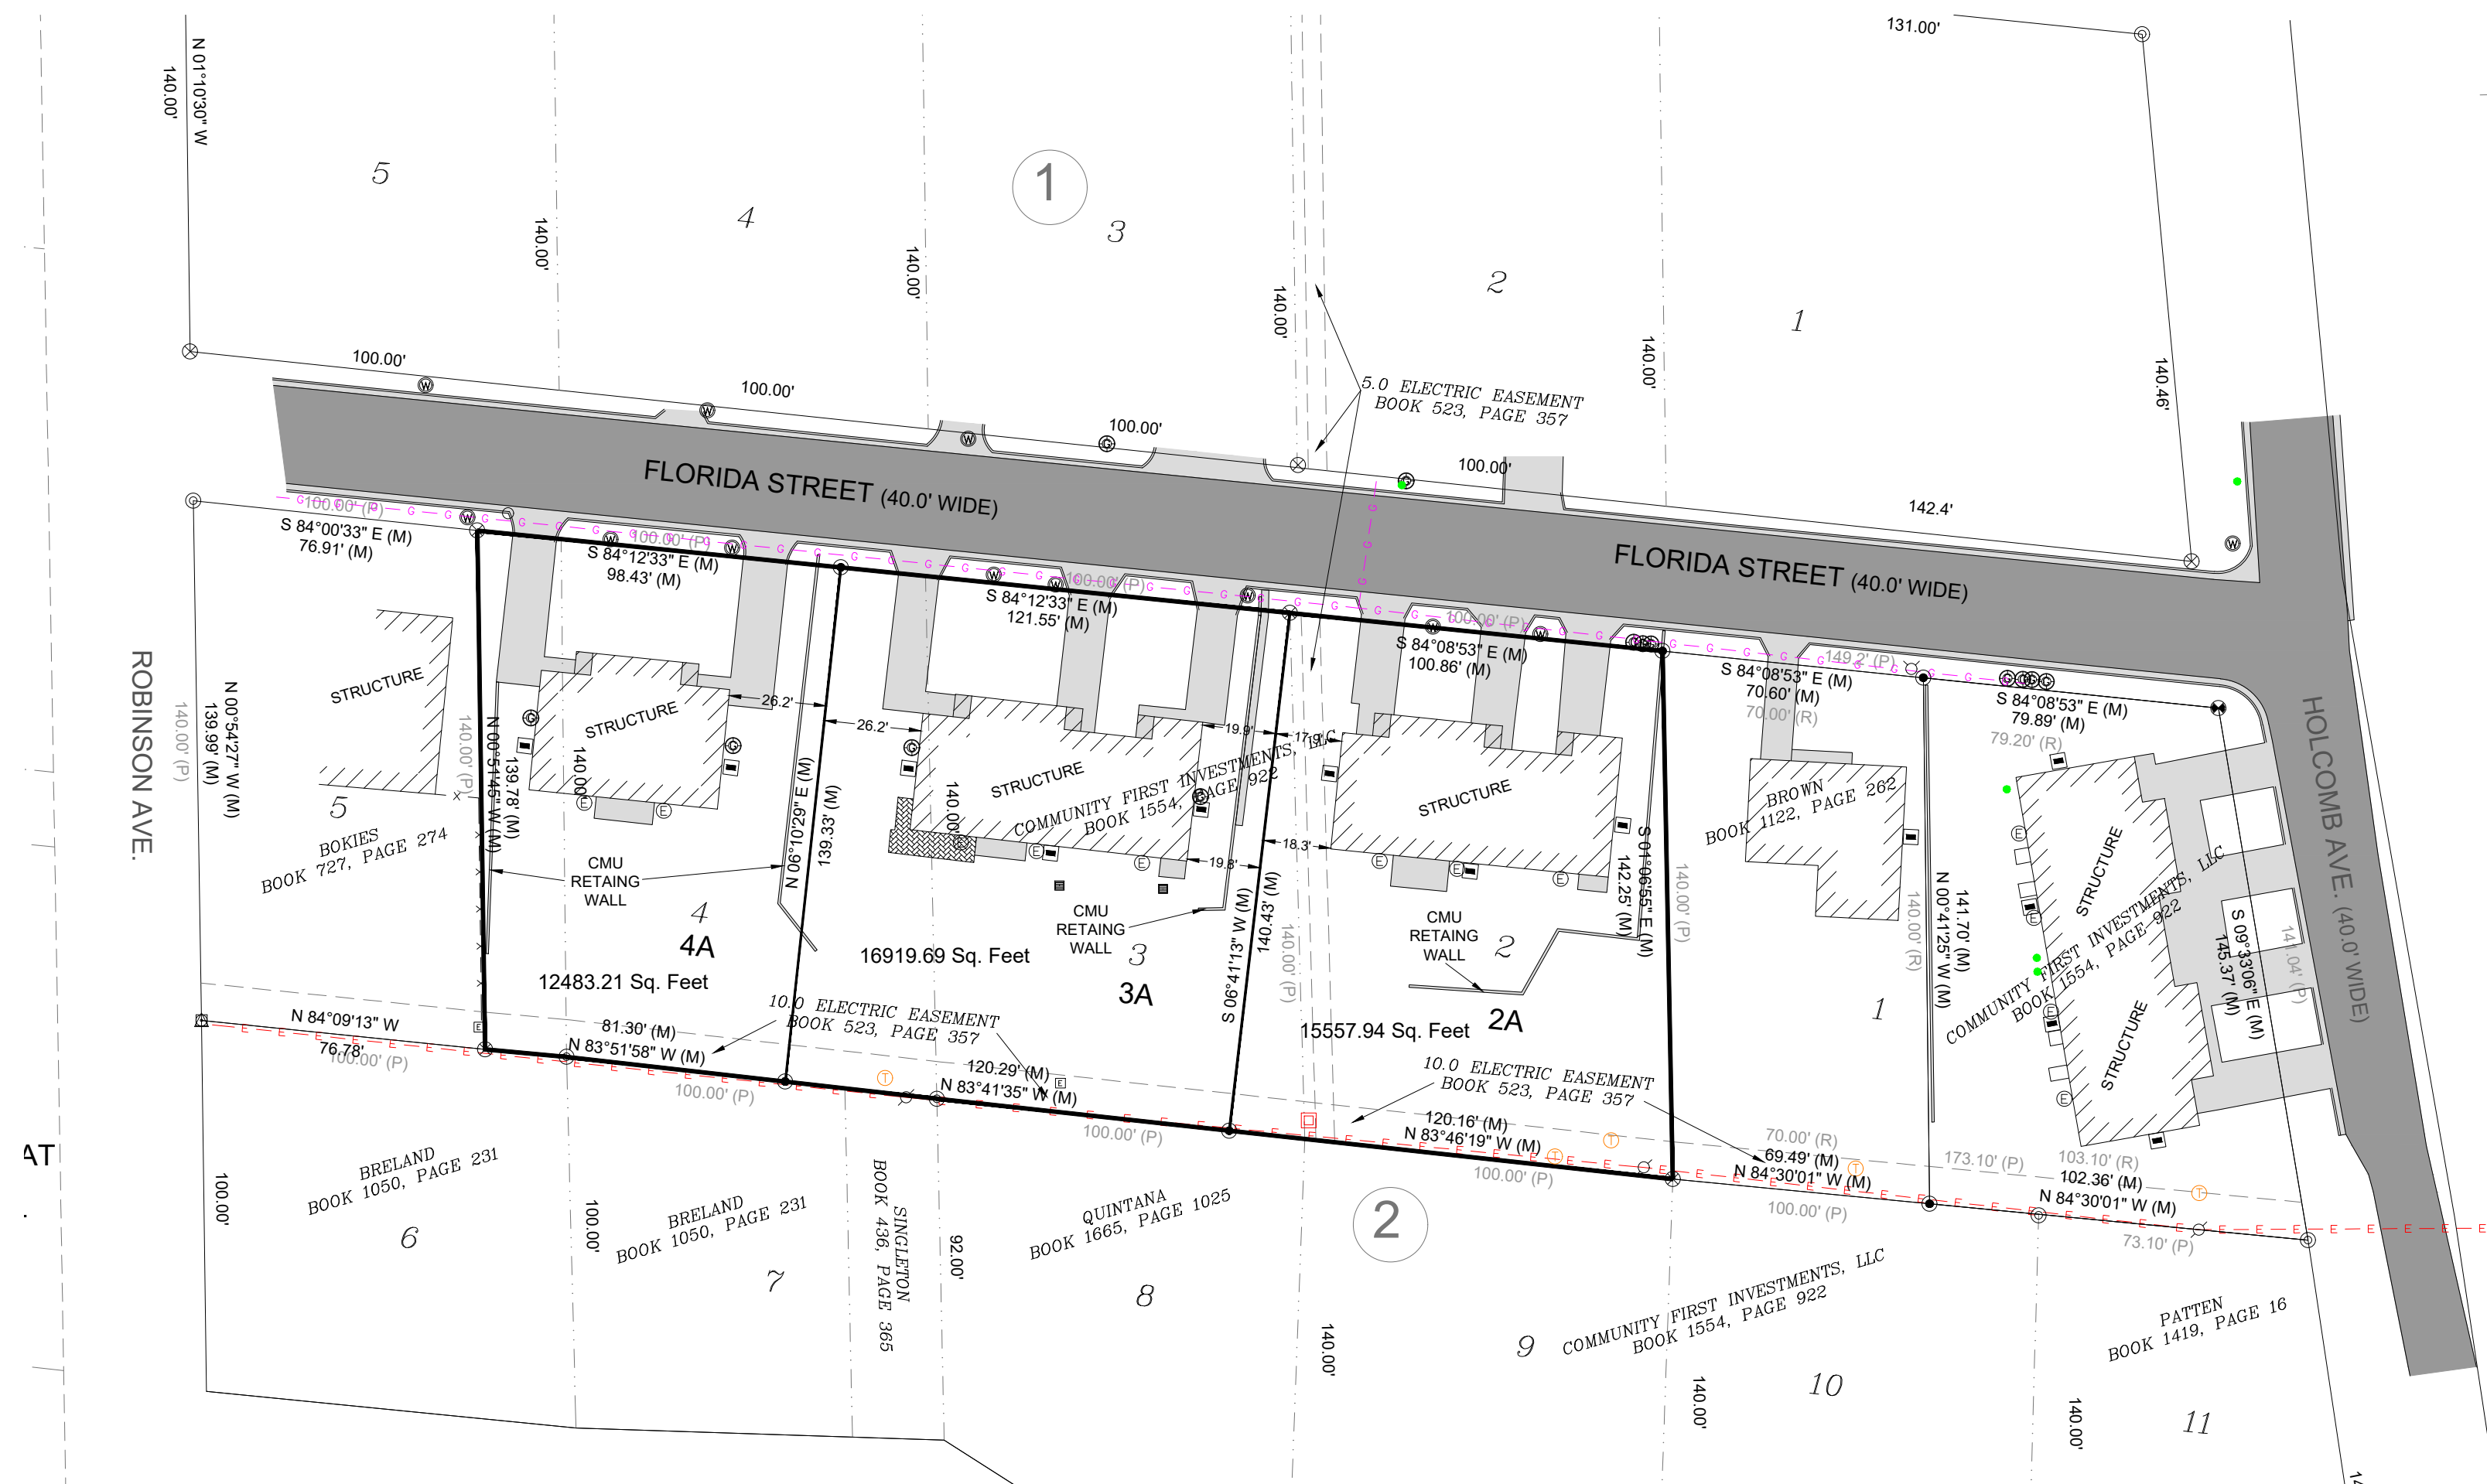 N 01°10'30" W
140.00'
5
140.00'
4
140.00'
1
3
140.00'
2
140.00'
1
131.00'
140.46'
100.00'
100.00'
100.00'
100.00'
142.4'
5.0 ELECTRIC EASEMENT
BOOK 523, PAGE 357
FLORIDA STREET (40.0' WIDE)
FLORIDA STREET (40.0' WIDE)
100.00' (P)
S 84°00'33" E (M)
76.91' (M)
100.00' (P)
S 84°12'33" E (M)
98.43' (M)
100.00' (P)
S 84°12'33" E (M)
121.55' (M)
100.00' (P)
S 84°08'53" E (M)
100.86' (M)
149.2' (P)
S 84°08'53" E (M)
70.60' (M)
70.00' (R)
S 84°08'53" E (M)
79.89' (M)
79.20' (R)
ROBINSON AVE.
HOLCOMB AVE. (40.0' WIDE)
140.00' (P)
139.99' (M)
N 00°54'27" W (M)
STRUCTURE
5
BOKIES
BOOK 727, PAGE 274
140.00' (P)
N 00°51'45" W (M)
139.78' (M)
STRUCTURE
140.00'
26.2'
26.2'
N 06°10'29" E (M)
139.33' (M)
CMU
RETAING
WALL
4
4A
12483.21 Sq. Feet
STRUCTURE
140.00'
COMMUNITY FIRST INVESTMENTS, LLC
BOOK 1554, PAGE 922
19.9'
17.9'
19.8'
18.3'
CMU
RETAING
WALL
3
3A
16919.69 Sq. Feet
S 06°41'13" W (M)
140.43' (M)
140.00' (P)
STRUCTURE
CMU
RETAING
WALL
2
2A
15557.94 Sq. Feet
S 01°06'55" E (M)
142.25' (M)
140.00' (P)
BROWN
BOOK 1122, PAGE 262
1
140.00' (R)
N 00°41'25" W (M)
141.70' (M)
STRUCTURE
STRUCTURE
COMMUNITY FIRST INVESTMENTS, LLC
BOOK 1554, PAGE 922
S 09°33'06" E (M)
145.37' (M)
141.04' (P)
N 84°09'13" W
76.78'
100.00' (P)
81.30' (M)
N 83°51'58" W (M)
100.00' (P)
10.0 ELECTRIC EASEMENT
BOOK 523, PAGE 357
120.29' (M)
N 83°41'35" W (M)
100.00' (P)
10.0 ELECTRIC EASEMENT
BOOK 523, PAGE 357
120.16' (M)
N 83°46'19" W (M)
100.00' (P)
70.00' (R)
69.49' (M)
N 84°30'01" W (M)
100.00' (P)
173.10' (P)
103.10' (R)
102.36' (M)
N 84°30'01" W (M)
73.10' (P)
AT
100.00'
BRELAND
BOOK 1050, PAGE 231
6
100.00'
BRELAND
BOOK 1050, PAGE 231
7
SINGLETON
BOOK 436, PAGE 365
92.00'
QUINTANA
BOOK 1665, PAGE 1025
8
140.00'
2
9
COMMUNITY FIRST INVESTMENTS, LLC
BOOK 1554, PAGE 922
140.00'
10
140.00'
PATTEN
BOOK 1419, PAGE 16
11